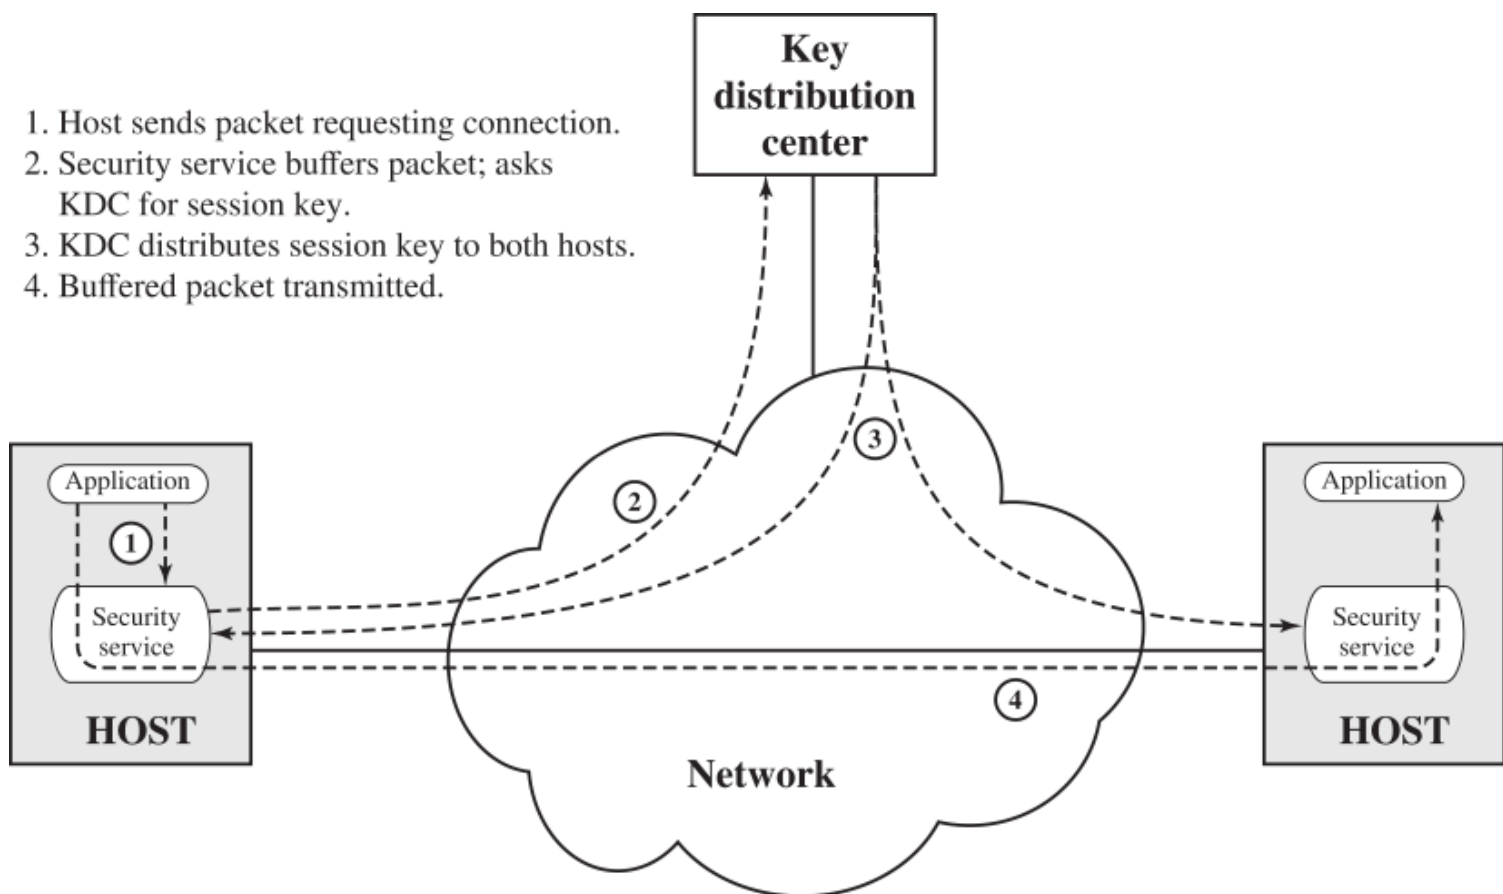 Key
distribution
center
1. Host sends packet requesting connection.
2. Security service buffers packet; asks
KDC for session key.
3. KDC distributes session key to both hosts.
4. Buffered packet transmitted.
3
2
Application
1
Security
service
HOST
Application
Security
service
HOST
4
Network